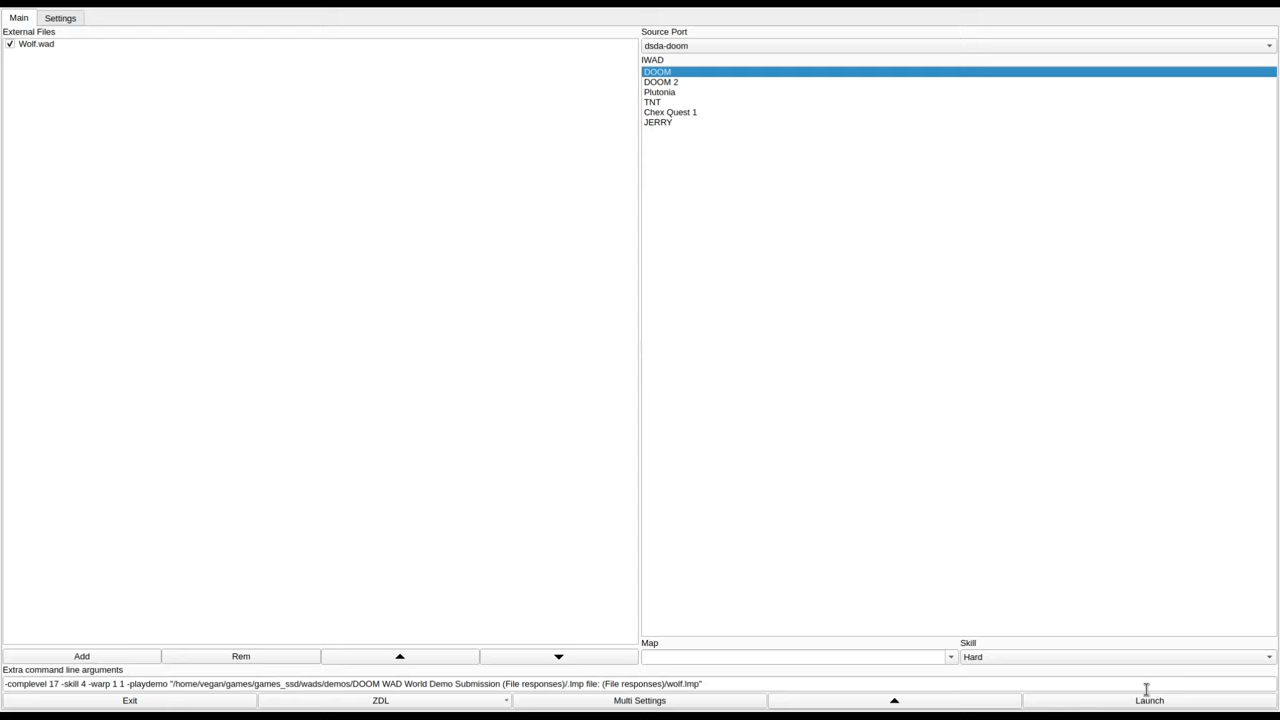 Main Settings
External Files
Wolf.wad
Source Port
dsda-doom
IWAD
DOOM
DOOM 2
Plutonia
TNT
Chex Quest 1
JERRY
Map
Skill
Hard
Add Rem
Extra command line arguments
-complevel 17 -skill 4 -warp 1 1 -playdemo "/home/vegan/games/games_ssd/wads/demos/DOOM WAD World Demo Submission (File responses)/.lmp file: (File responses)/wolf.lmp"
Exit ZDL Multi Settings Launch